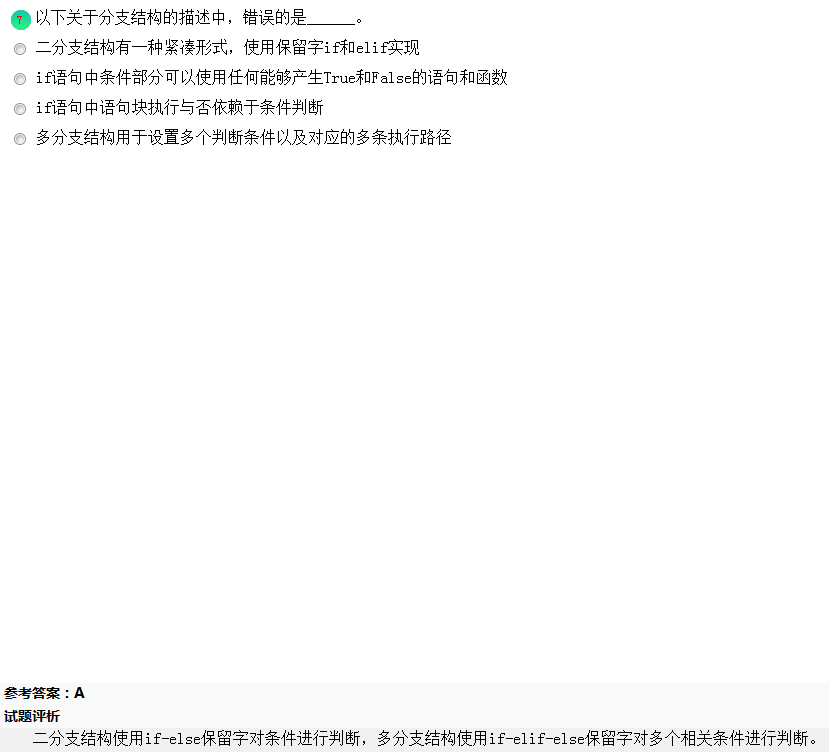 7 以下关于分支结构的描述中，错误的是______。
二分支结构有一种紧凑形式，使用保留字if和elif实现
if语句中条件部分可以使用任何能够产生True和False的语句和函数
if语句中语句块执行与否依赖于条件判断
多分支结构用于设置多个判断条件以及对应的多条执行路径
参考答案：A
试题评析
二分支结构使用if-else保留字对条件进行判断，多分支结构使用if-elif-else保留字对多个相关条件进行判断。